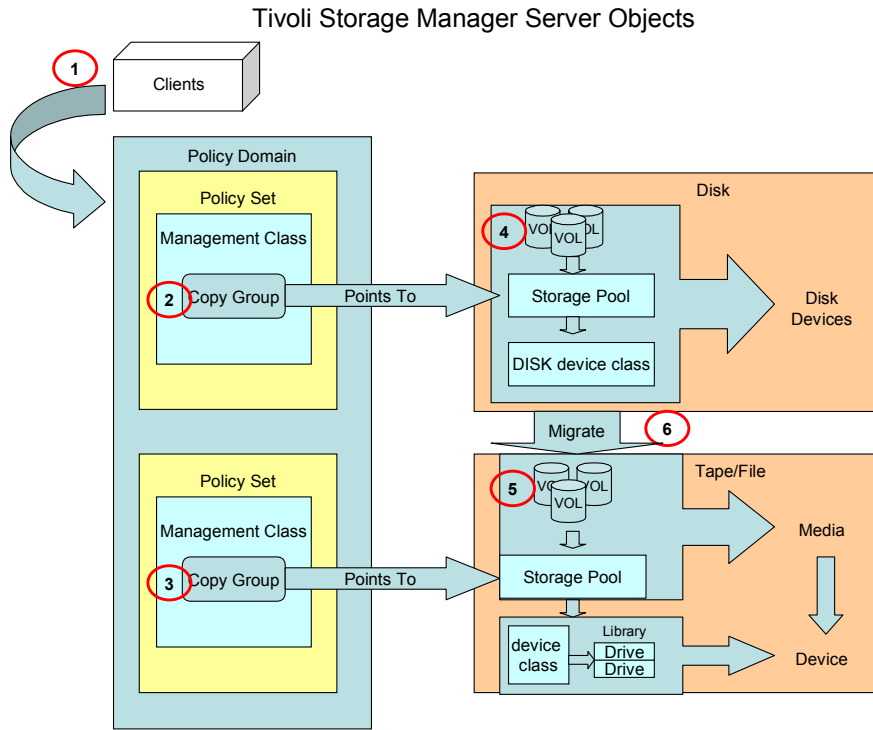 Tivoli Storage Manager Server Objects
1
Clients
Policy Domain
Policy Set
Management Class
2
Copy Group
Points To
Disk
4
VOL
VOL
VOL
Storage Pool
DISK device class
Disk
Devices
Migrate
6
Policy Set
Management Class
3
Copy Group
Points To
Tape/File
5
VOL
VOL
VOL
Storage Pool
Media
device
class
Library
Drive
Drive
Device